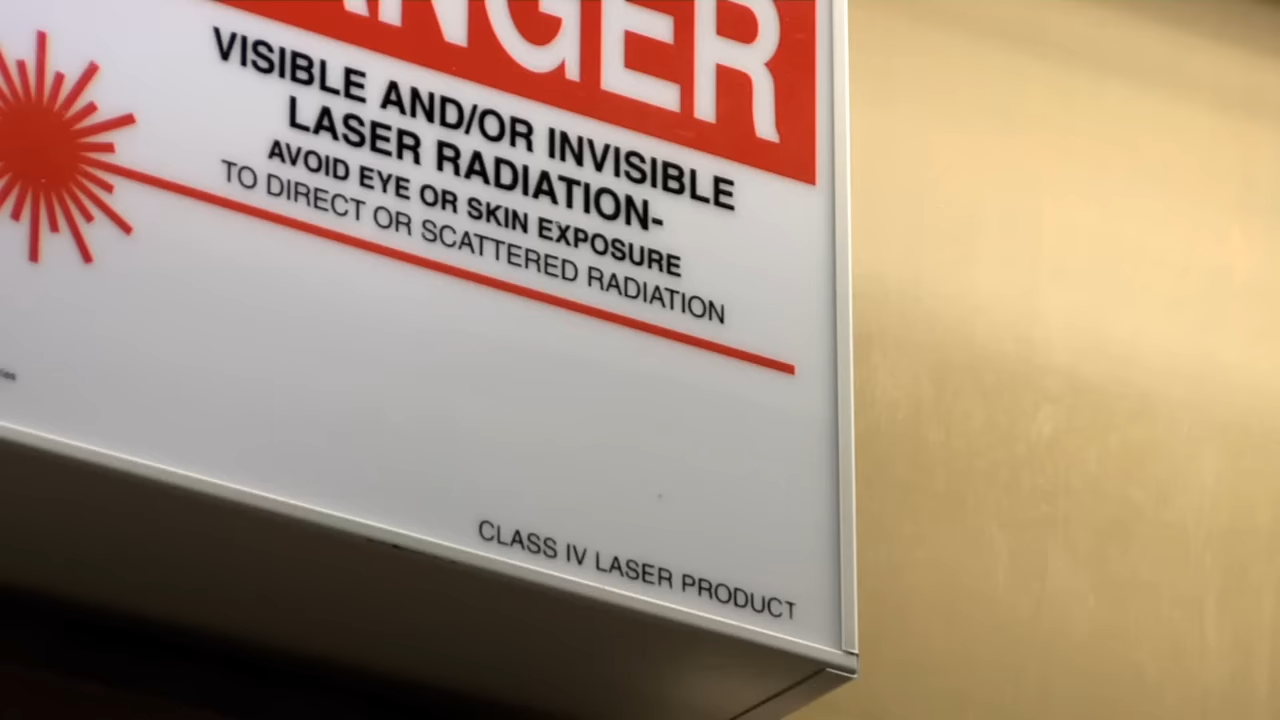 ANGER
VISIBLE AND/OR INVISIBLE
LASER RADIATION-
AVOID EYE OR SKIN EXPOSURE
TO DIRECT OR SCATTERED RADIATION
CLASS IV LASER PRODUCT